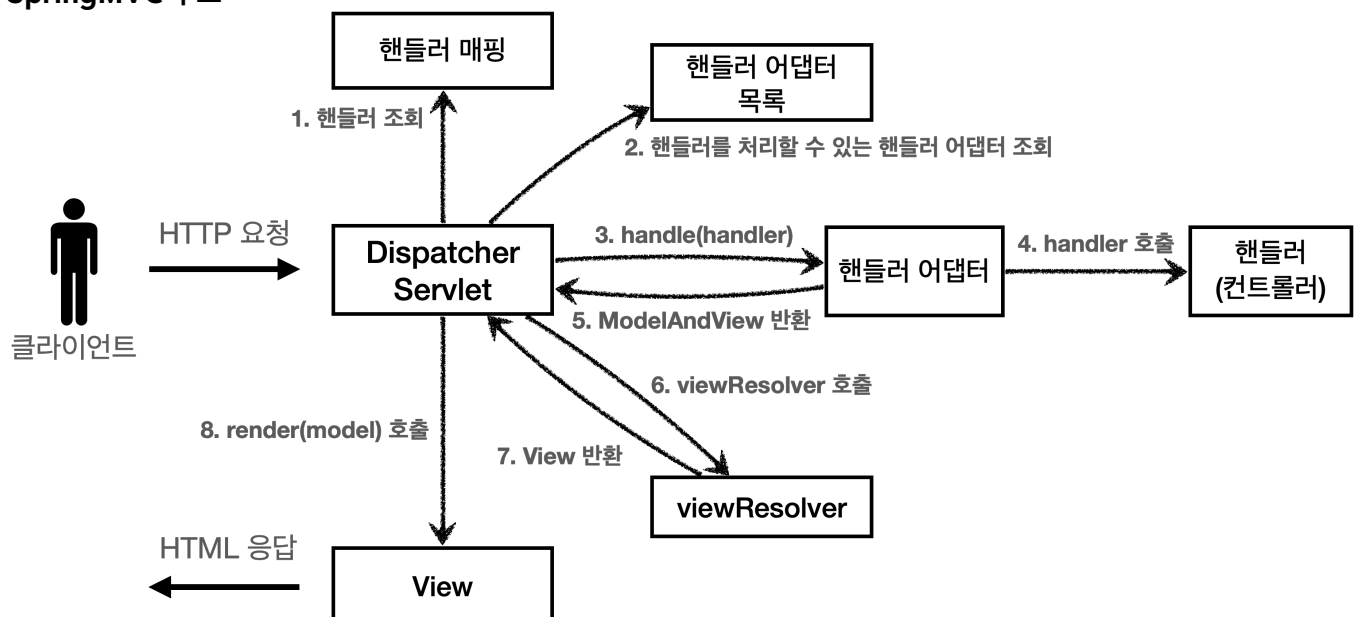 핸들러 매핑
핸들러 어댑터
목록
1. 핸들러 조회
2. 핸들러를 처리할 수 있는 핸들러 어댑터 조회
HTTP 요청
Dispatcher
Servlet
3. handle(handler)
핸들러 어댑터
4. handler 호출
핸들러
(컨트롤러)
5. ModelAndView 반환
클라이언트
6. viewResolver 호출
8. render(model) 호출
7. View 반환
viewResolver
HTML 응답
View